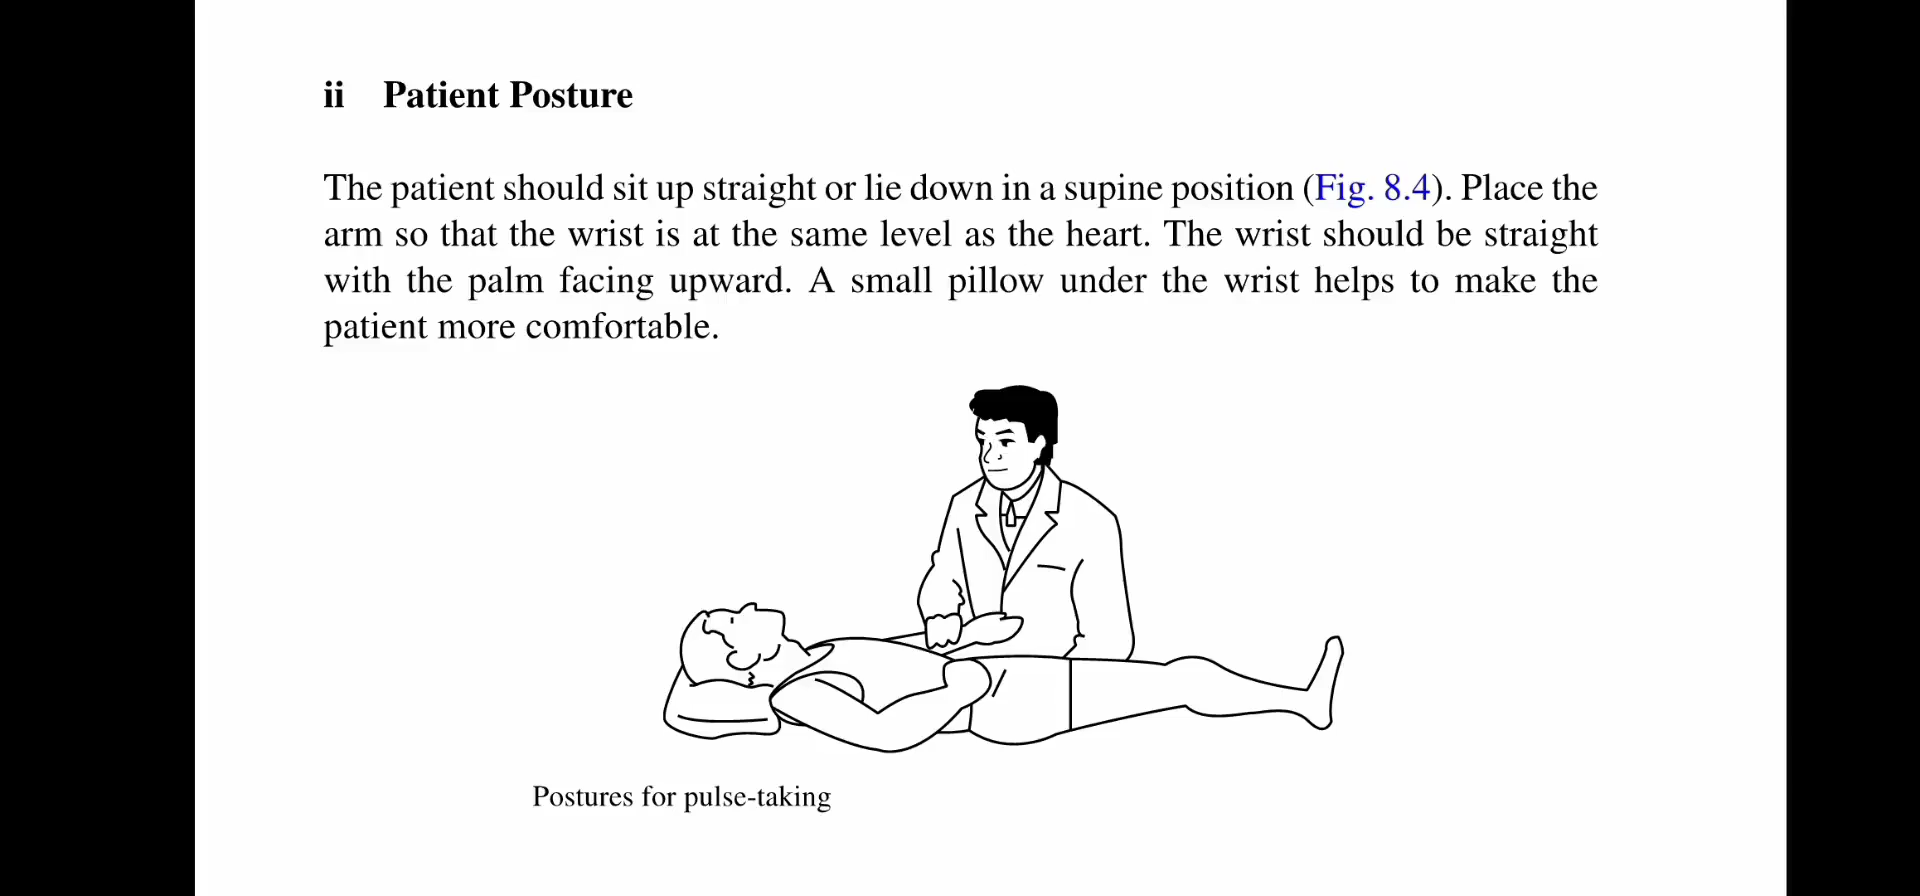 ii Patient Posture
The patient should sit up straight or lie down in a supine position (Fig. 8.4). Place the
arm so that the wrist is at the same level as the heart. The wrist should be straight
with the palm facing upward. A small pillow under the wrist helps to make the
patient more comfortable.
Postures for pulse-taking